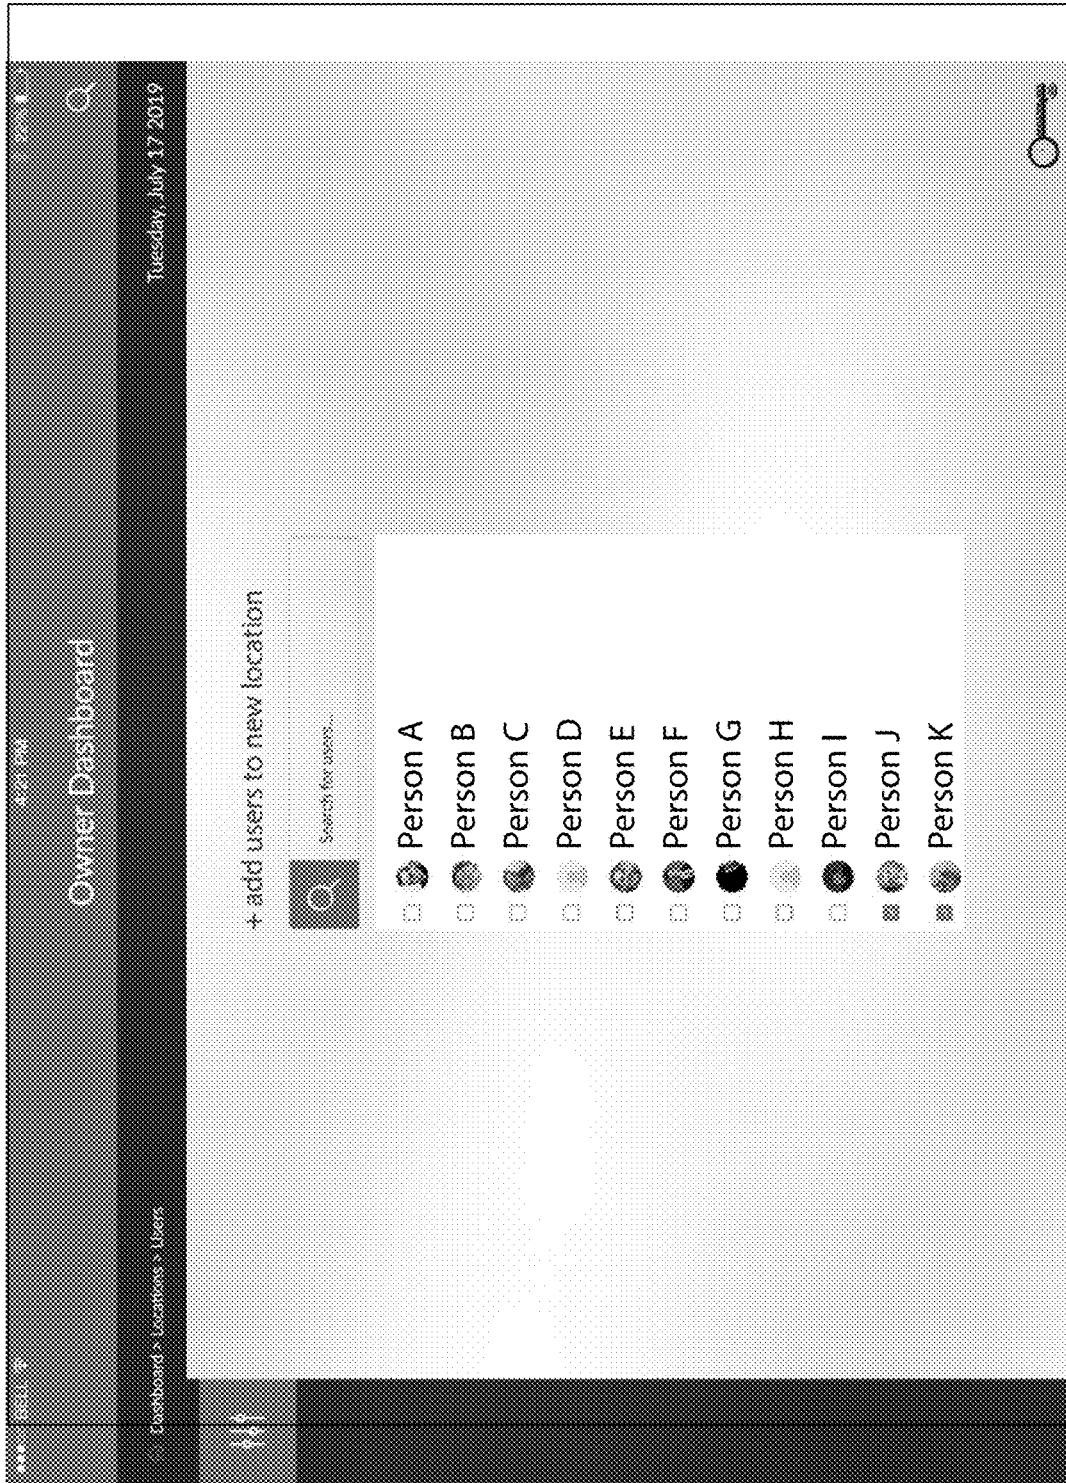 BELL
4:21 PM
Owner Dashboard
Dashboard > Locations > Users
Tuesday, July 17 2019
+ add users to new location
Search for users...
Person A
Person B
Person C
Person D
Person E
Person F
Person G
Person H
Person I
Person J
Person K